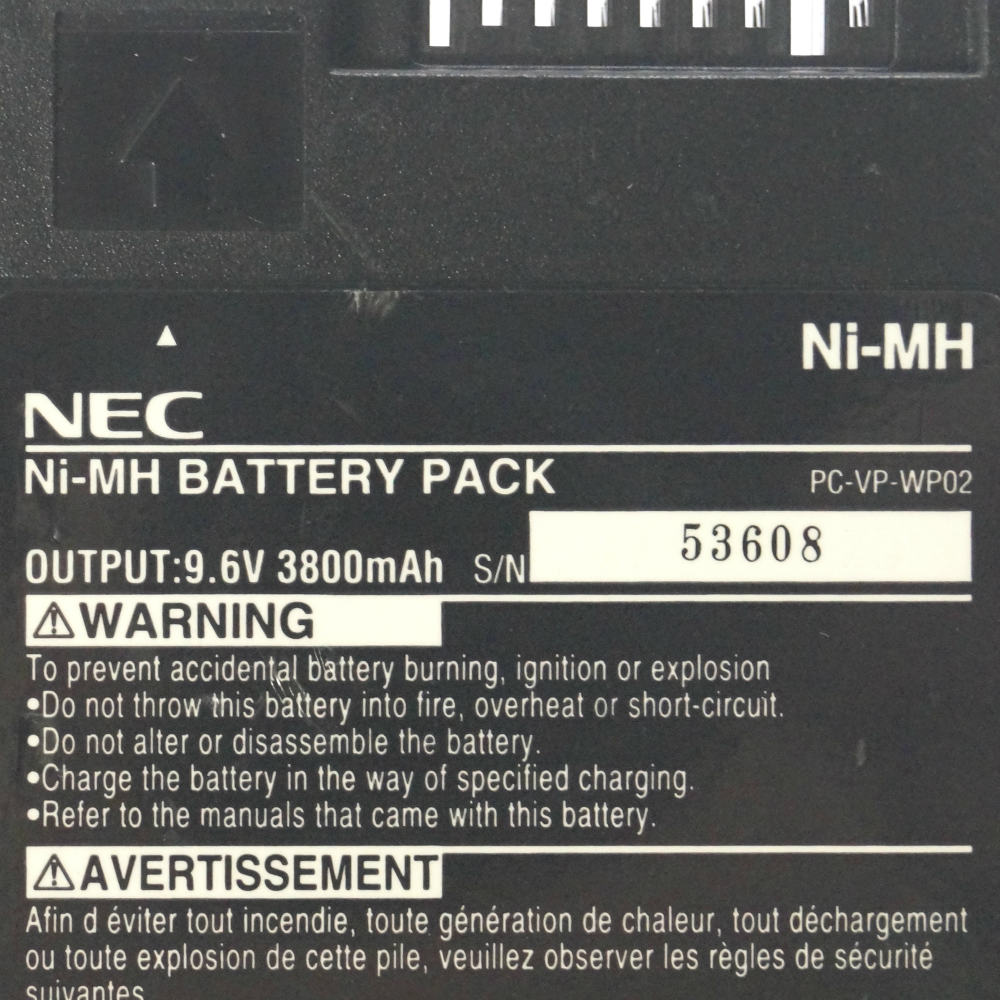 Ni-MH
NEC
Ni-MH BATTERY PACK PC-VP-WP02
OUTPUT:9.6V 3800mAh S/N 53608
⚠WARNING
To prevent accidental battery burning, ignition or explosion
•Do not throw this battery into fire, overheat or short-circuit.
•Do not alter or disassemble the battery.
•Charge the battery in the way of specified charging.
•Refer to the manuals that came with this battery.
⚠AVERTISSEMENT
Afin d éviter tout incendie, toute génération de chaleur, tout déchargement
ou toute explosion de cette pile, veuillez observer les règles de sécurité
suivantes